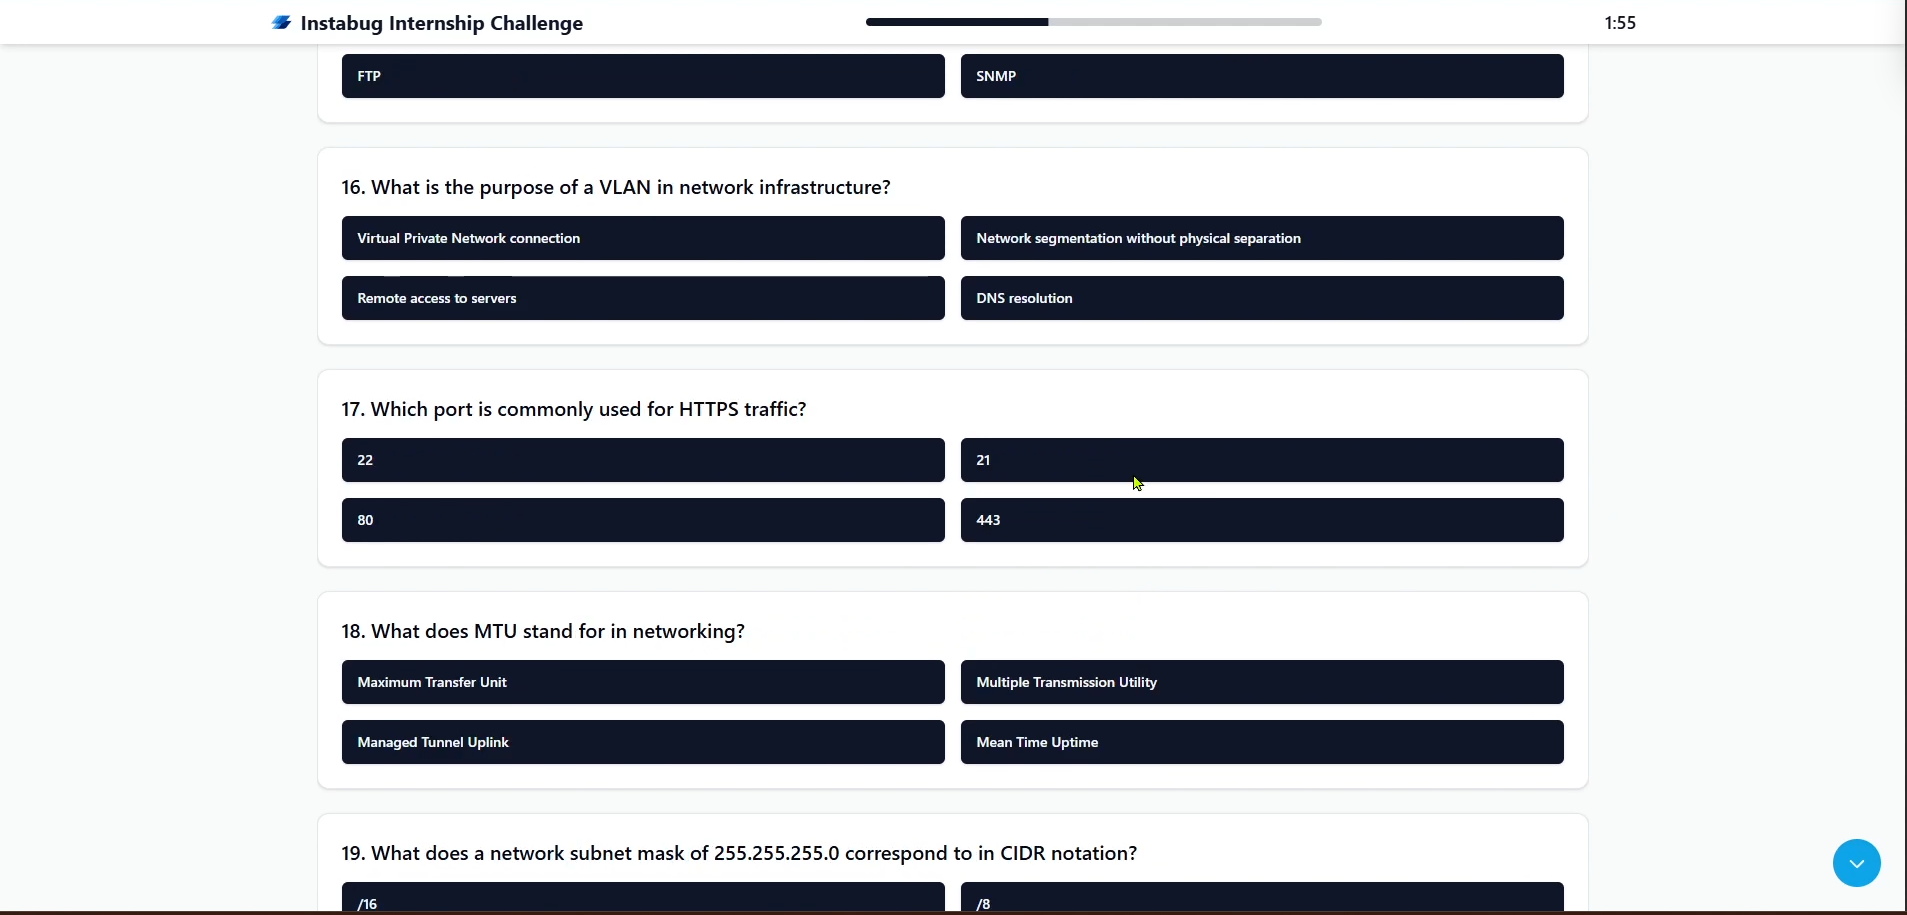 Instabug Internship Challenge
1:55
FTP
SNMP
16. What is the purpose of a VLAN in network infrastructure?
Virtual Private Network connection
Network segmentation without physical separation
Remote access to servers
DNS resolution
17. Which port is commonly used for HTTPS traffic?
22
21
80
443
18. What does MTU stand for in networking?
Maximum Transfer Unit
Multiple Transmission Utility
Managed Tunnel Uplink
Mean Time Uptime
19. What does a network subnet mask of 255.255.255.0 correspond to in CIDR notation?
/16
/8